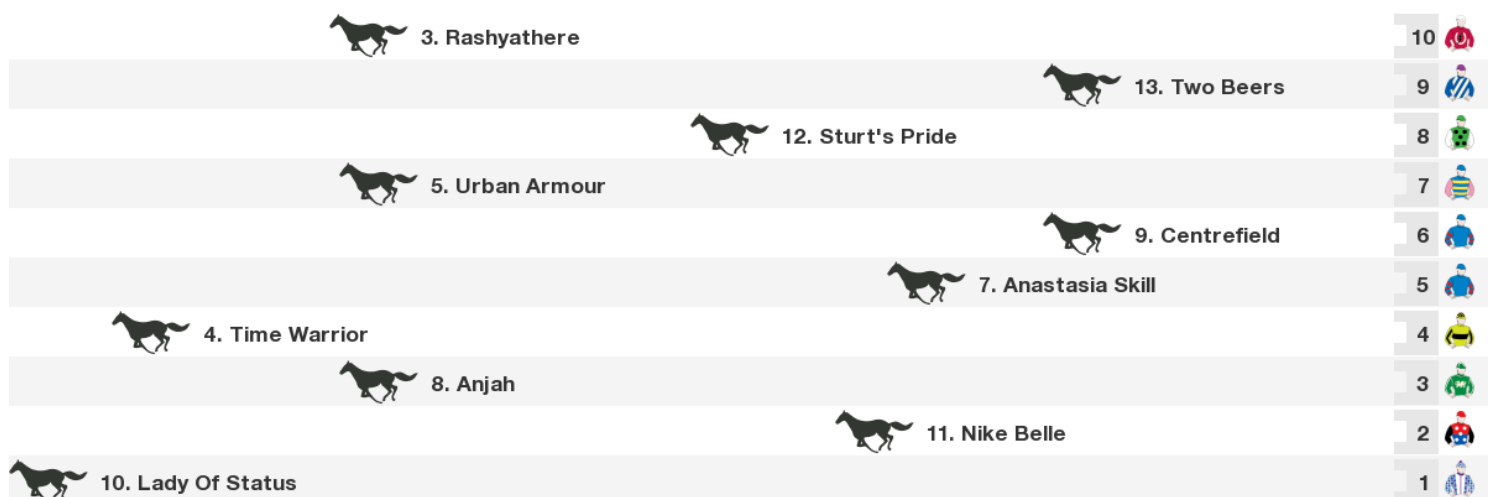 3. Rashyathere 10
13. Two Beers 9
12. Sturt's Pride 8
5. Urban Armour 7
9. Centrefield 6
7. Anastasia Skill 5
4. Time Warrior 4
8. Anjah 3
11. Nike Belle 2
10. Lady Of Status 1